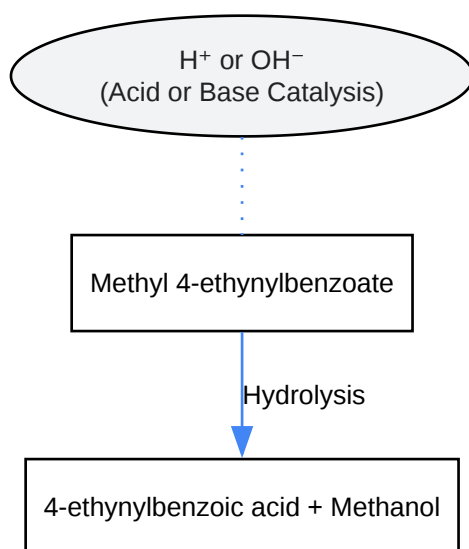 H⁺ or OH⁻
(Acid or Base Catalysis)
Methyl 4-ethynylbenzoate
Hydrolysis
4-ethynylbenzoic acid + Methanol